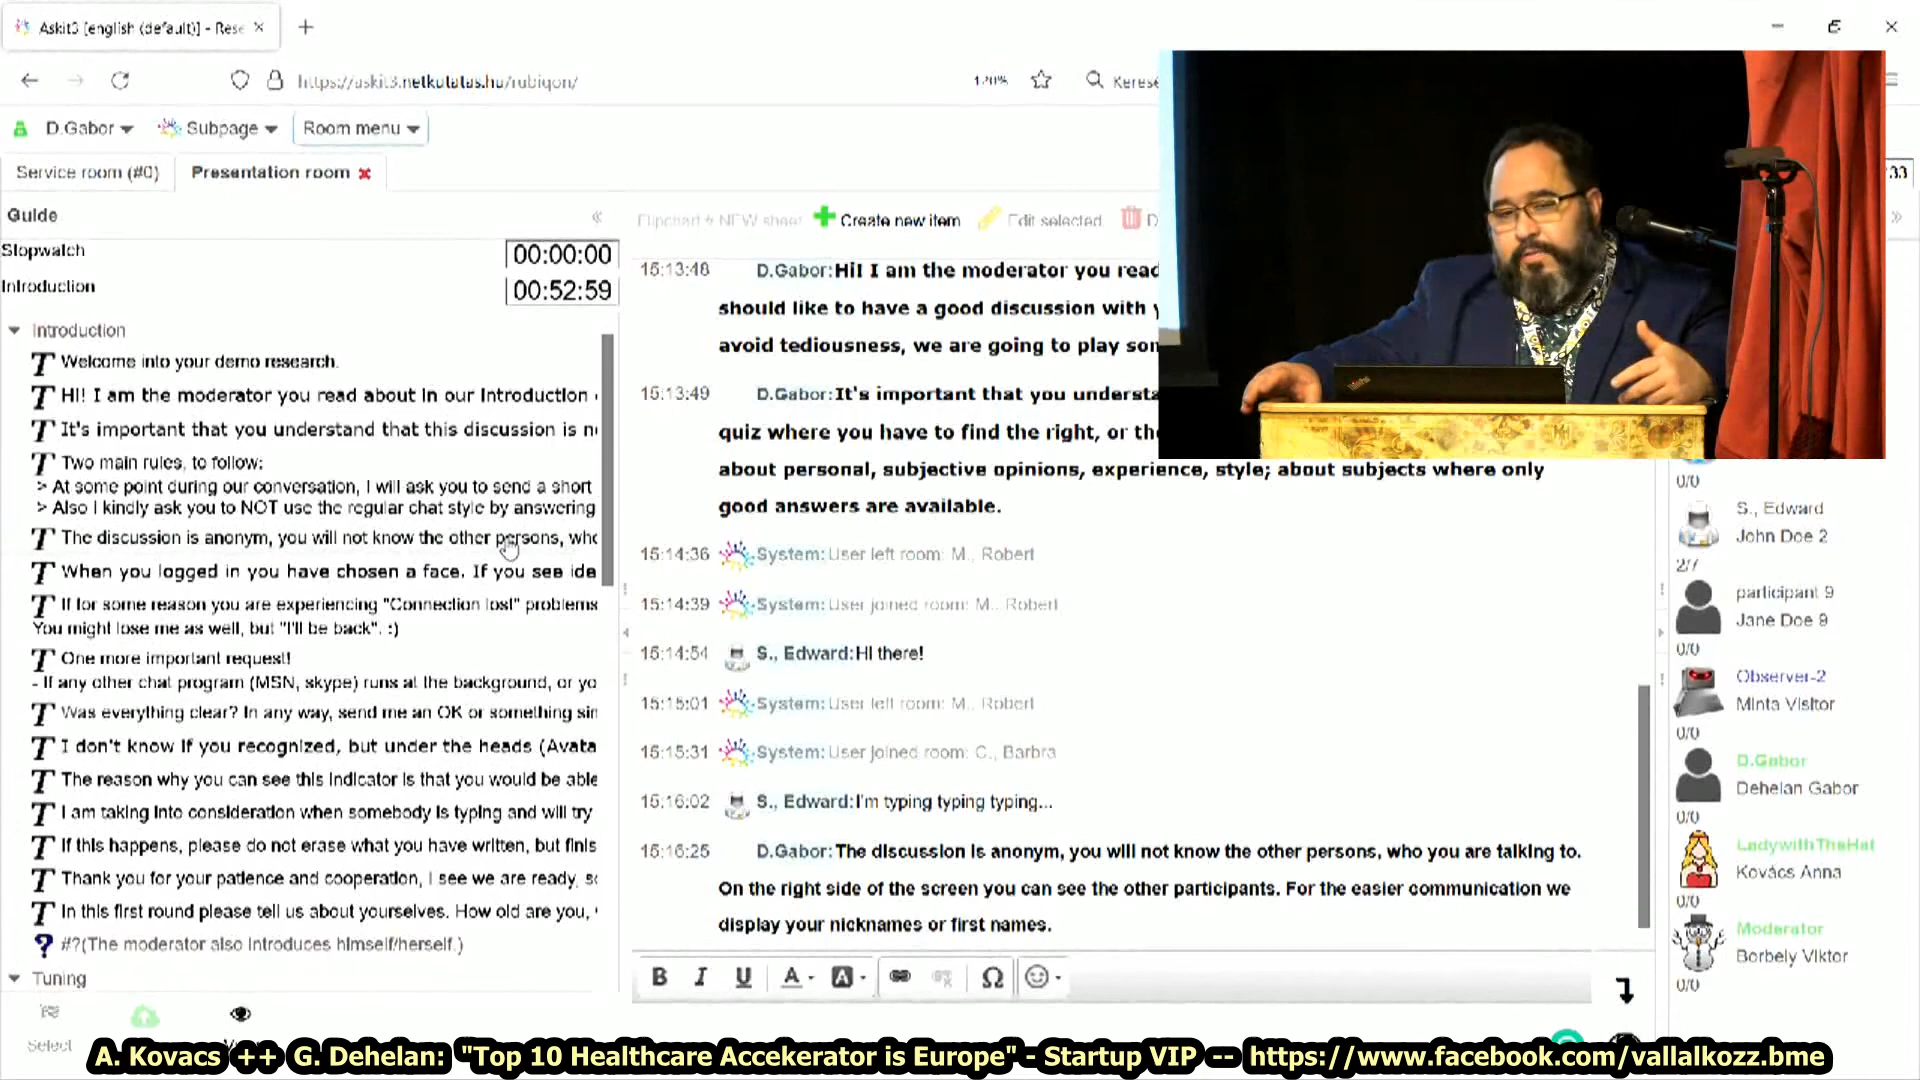 Askit3 [english (default)] - Rese
https://askit3.netkutatas.hu/rubiqon/
120%
Keresé
D.Gabor
Subpage
Room menu
Service room (#0)
Presentation room
33
Guide
Flipchart # NEW sheet
Create new item
Edit selected
D
Stopwatch
00:00:00
Introduction
00:52:59
Introduction
Welcome into your demo research.
Hi! I am the moderator you read about in our Introduction
It's important that you understand that this discussion is n
Two main rules, to follow:
> At some point during our conversation, I will ask you to send a short
> Also I kindly ask you to NOT use the regular chat style by answering
The discussion is anonym, you will not know the other persons, who
When you logged in you have chosen a face. If you see ide
If for some reason you are experiencing "Connection lost" problems
You might lose me as well, but "I'll be back". :)
One more important request!
- If any other chat program (MSN, skype) runs at the background, or yo
Was everything clear? In any way, send me an OK or something sim
I don't know if you recognized, but under the heads (Avata
The reason why you can see this indicator is that you would be able
I am taking into consideration when somebody is typing and will try
If this happens, please do not erase what you have written, but finis
Thank you for your patience and cooperation, I see we are ready, so
In this first round please tell us about yourselves. How old are you,
#?(The moderator also introduces himself/herself.)
Tuning
Select
15:13:48 D.Gabor: Hi! I am the moderator you read
should like to have a good discussion with y
avoid tediousness, we are going to play som
15:13:49 D.Gabor: It's important that you understa
quiz where you have to find the right, or the
about personal, subjective opinions, experience, style; about subjects where only
good answers are available.
15:14:36 System: User left room: M., Robert
15:14:39 System: User joined room: M., Robert
15:14:54 S., Edward: Hi there!
15:15:01 System: User left room: M., Robert
15:15:31 System: User joined room: C., Barbra
15:16:02 S., Edward: I'm typing typing typing...
15:16:25 D.Gabor: The discussion is anonym, you will not know the other persons, who you are talking to.
On the right side of the screen you can see the other participants. For the easier communication we
display your nicknames or first names.
B I U A A Ω
0/0
S., Edward
John Doe 2
2/7
participant 9
Jane Doe 9
0/0
Observer-2
Minta Visitor
0/0
D.Gabor
Dehelan Gabor
0/0
LadywithTheHat
Kovács Anna
0/0
Moderator
Borbely Viktor
0/0
A. Kovacs ++ G. Dehelan: "Top 10 Healthcare Accekerator is Europe" - Startup VIP -- https://www.facebook.com/vallalkozz.bme